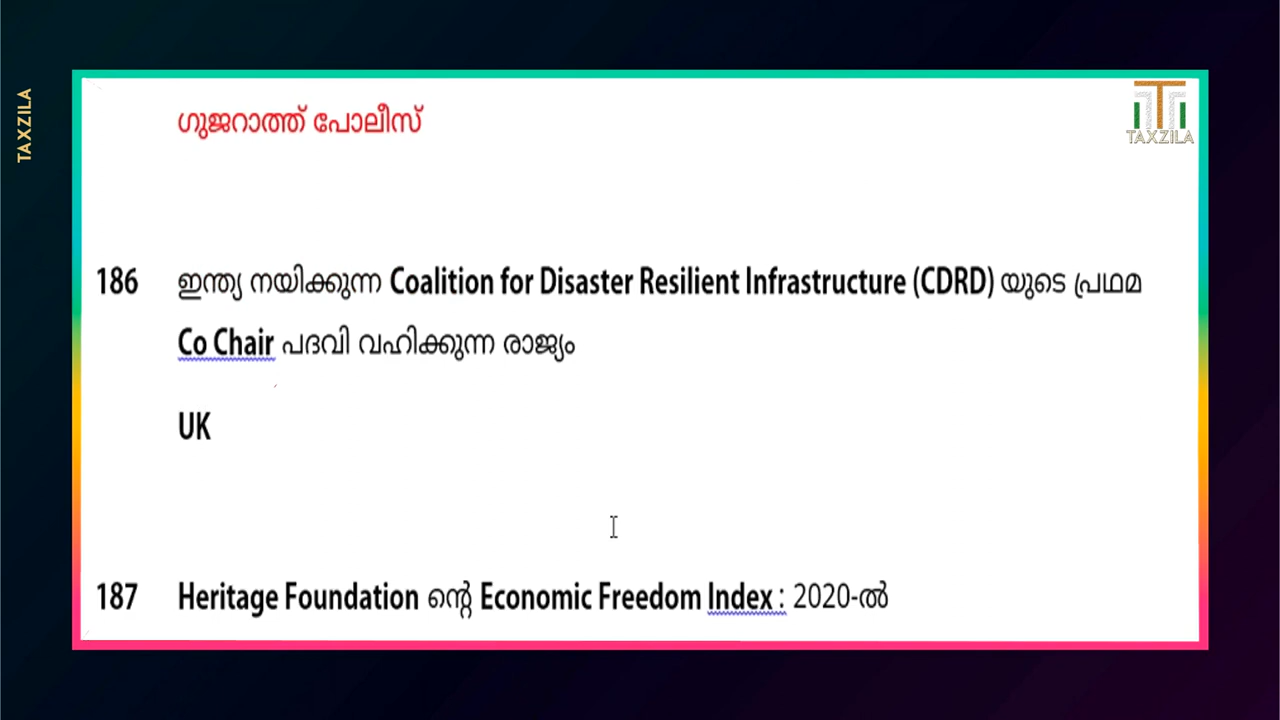 TAXZILA
TAXZILA
ഗുജറാത്ത് പോലീസ്
186 ഇന്ത്യ നയിക്കുന്ന Coalition for Disaster Resilient Infrastructure (CDRD) യുടെ പ്രഥമ
Co Chair പദവി വഹിക്കുന്ന രാജ്യം
UK
187 Heritage Foundation ന്റെ Economic Freedom Index : 2020-ൽ